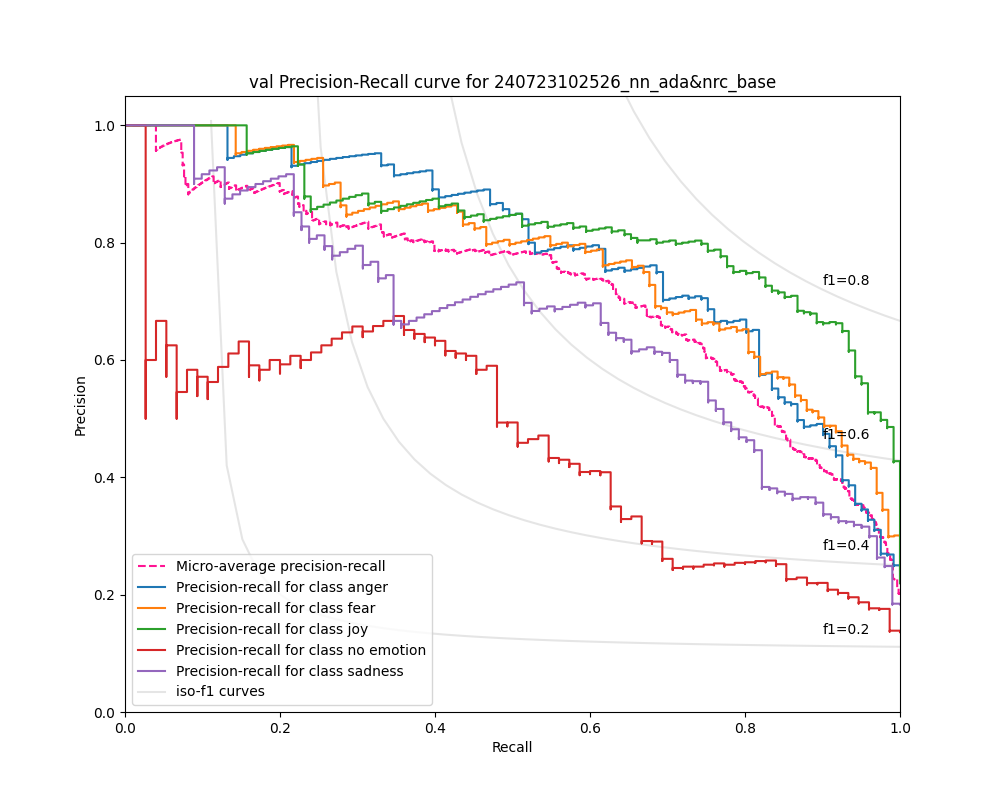 val Precision-Recall curve for 240723102526_nn_ada&nrc_base
1.0
0.8
0.6
0.4
0.2
0.0
Precision
f1=0.8
f1=0.6
f1=0.4
f1=0.2
Micro-average precision-recall
Precision-recall for class anger
Precision-recall for class fear
Precision-recall for class joy
Precision-recall for class no emotion
Precision-recall for class sadness
iso-f1 curves
0.0 0.2 0.4 0.6 0.8 1.0
Recall